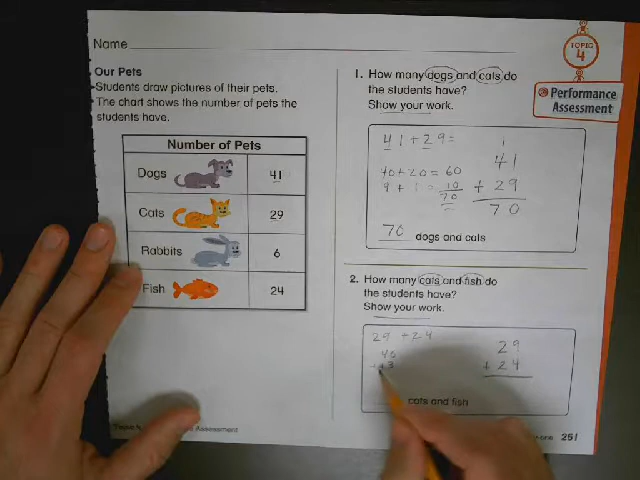 Name
TOPIC
4
Performance
Assessment
Our Pets
Students draw pictures of their pets.
The chart shows the number of pets the
students have.
Number of Pets
Dogs 41
Cats 29
Rabbits 6
Fish 24
1. How many dogs and cats do
the students have?
Show your work.
41+29=
40+20=60
9+1 10
70
1
41
+29
70
70 dogs and cats
2. How many cats and fish do
the students have?
Show your work.
29 +24
40
+13
29
+24
cats and fish
Assessment
one 251